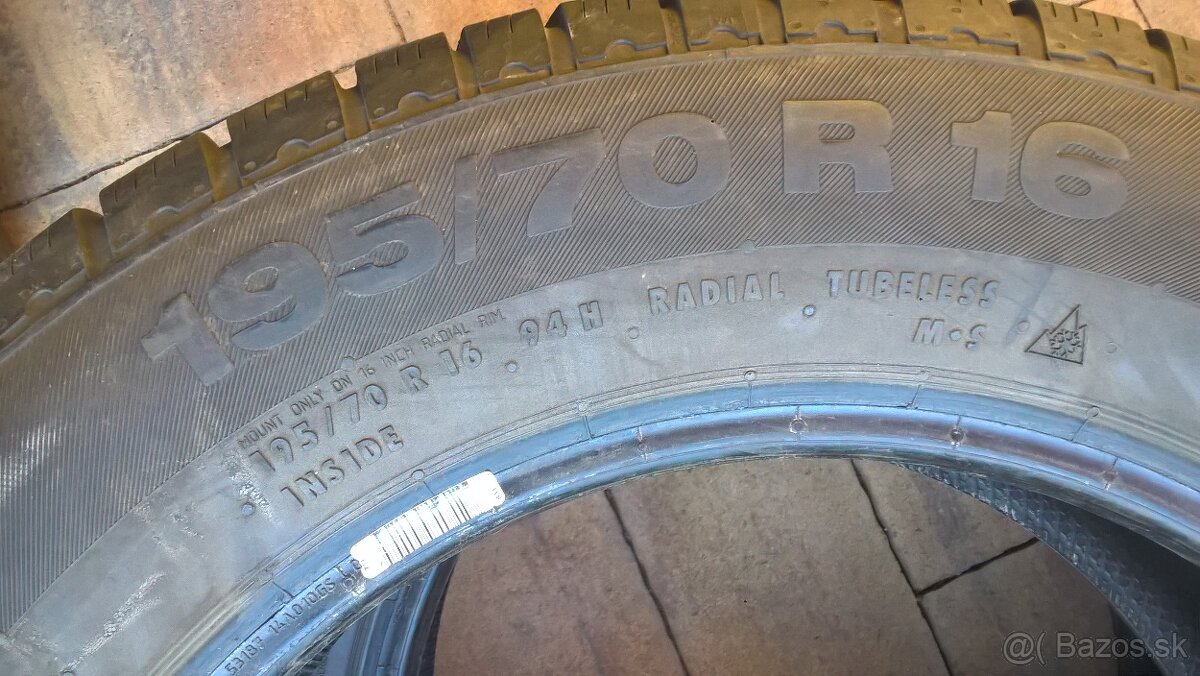 195/70 R 16
MOUNT ONLY ON 16 INCH RADIAL RIM.
195/70 R 16 . 94 H RADIAL TUBELESS
INSIDE
M•S
@( Bazos.sk